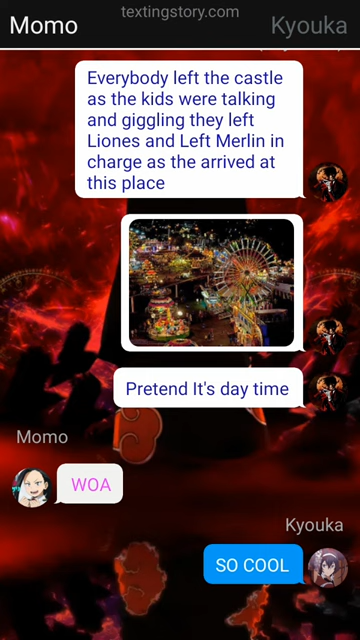 textingstory.com
Momo
Kyouka
Everybody left the castle
as the kids were talking
and giggling they left
Liones and Left Merlin in
charge as the arrived at
this place
Pretend It's day time
Momo
WOA
Kyouka
SO COOL